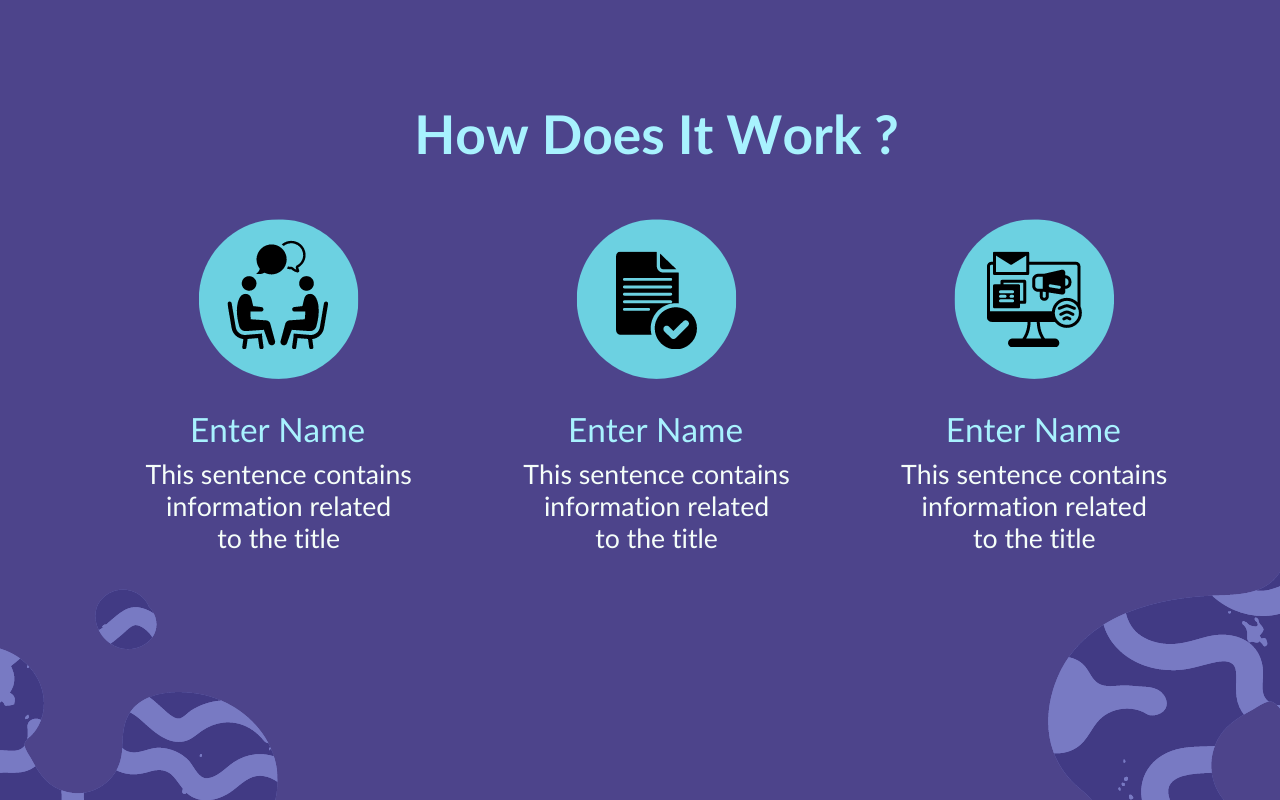 How Does It Work ?
Enter Name
This sentence contains
information related
to the title
Enter Name
This sentence contains
information related
to the title
Enter Name
This sentence contains
information related
to the title